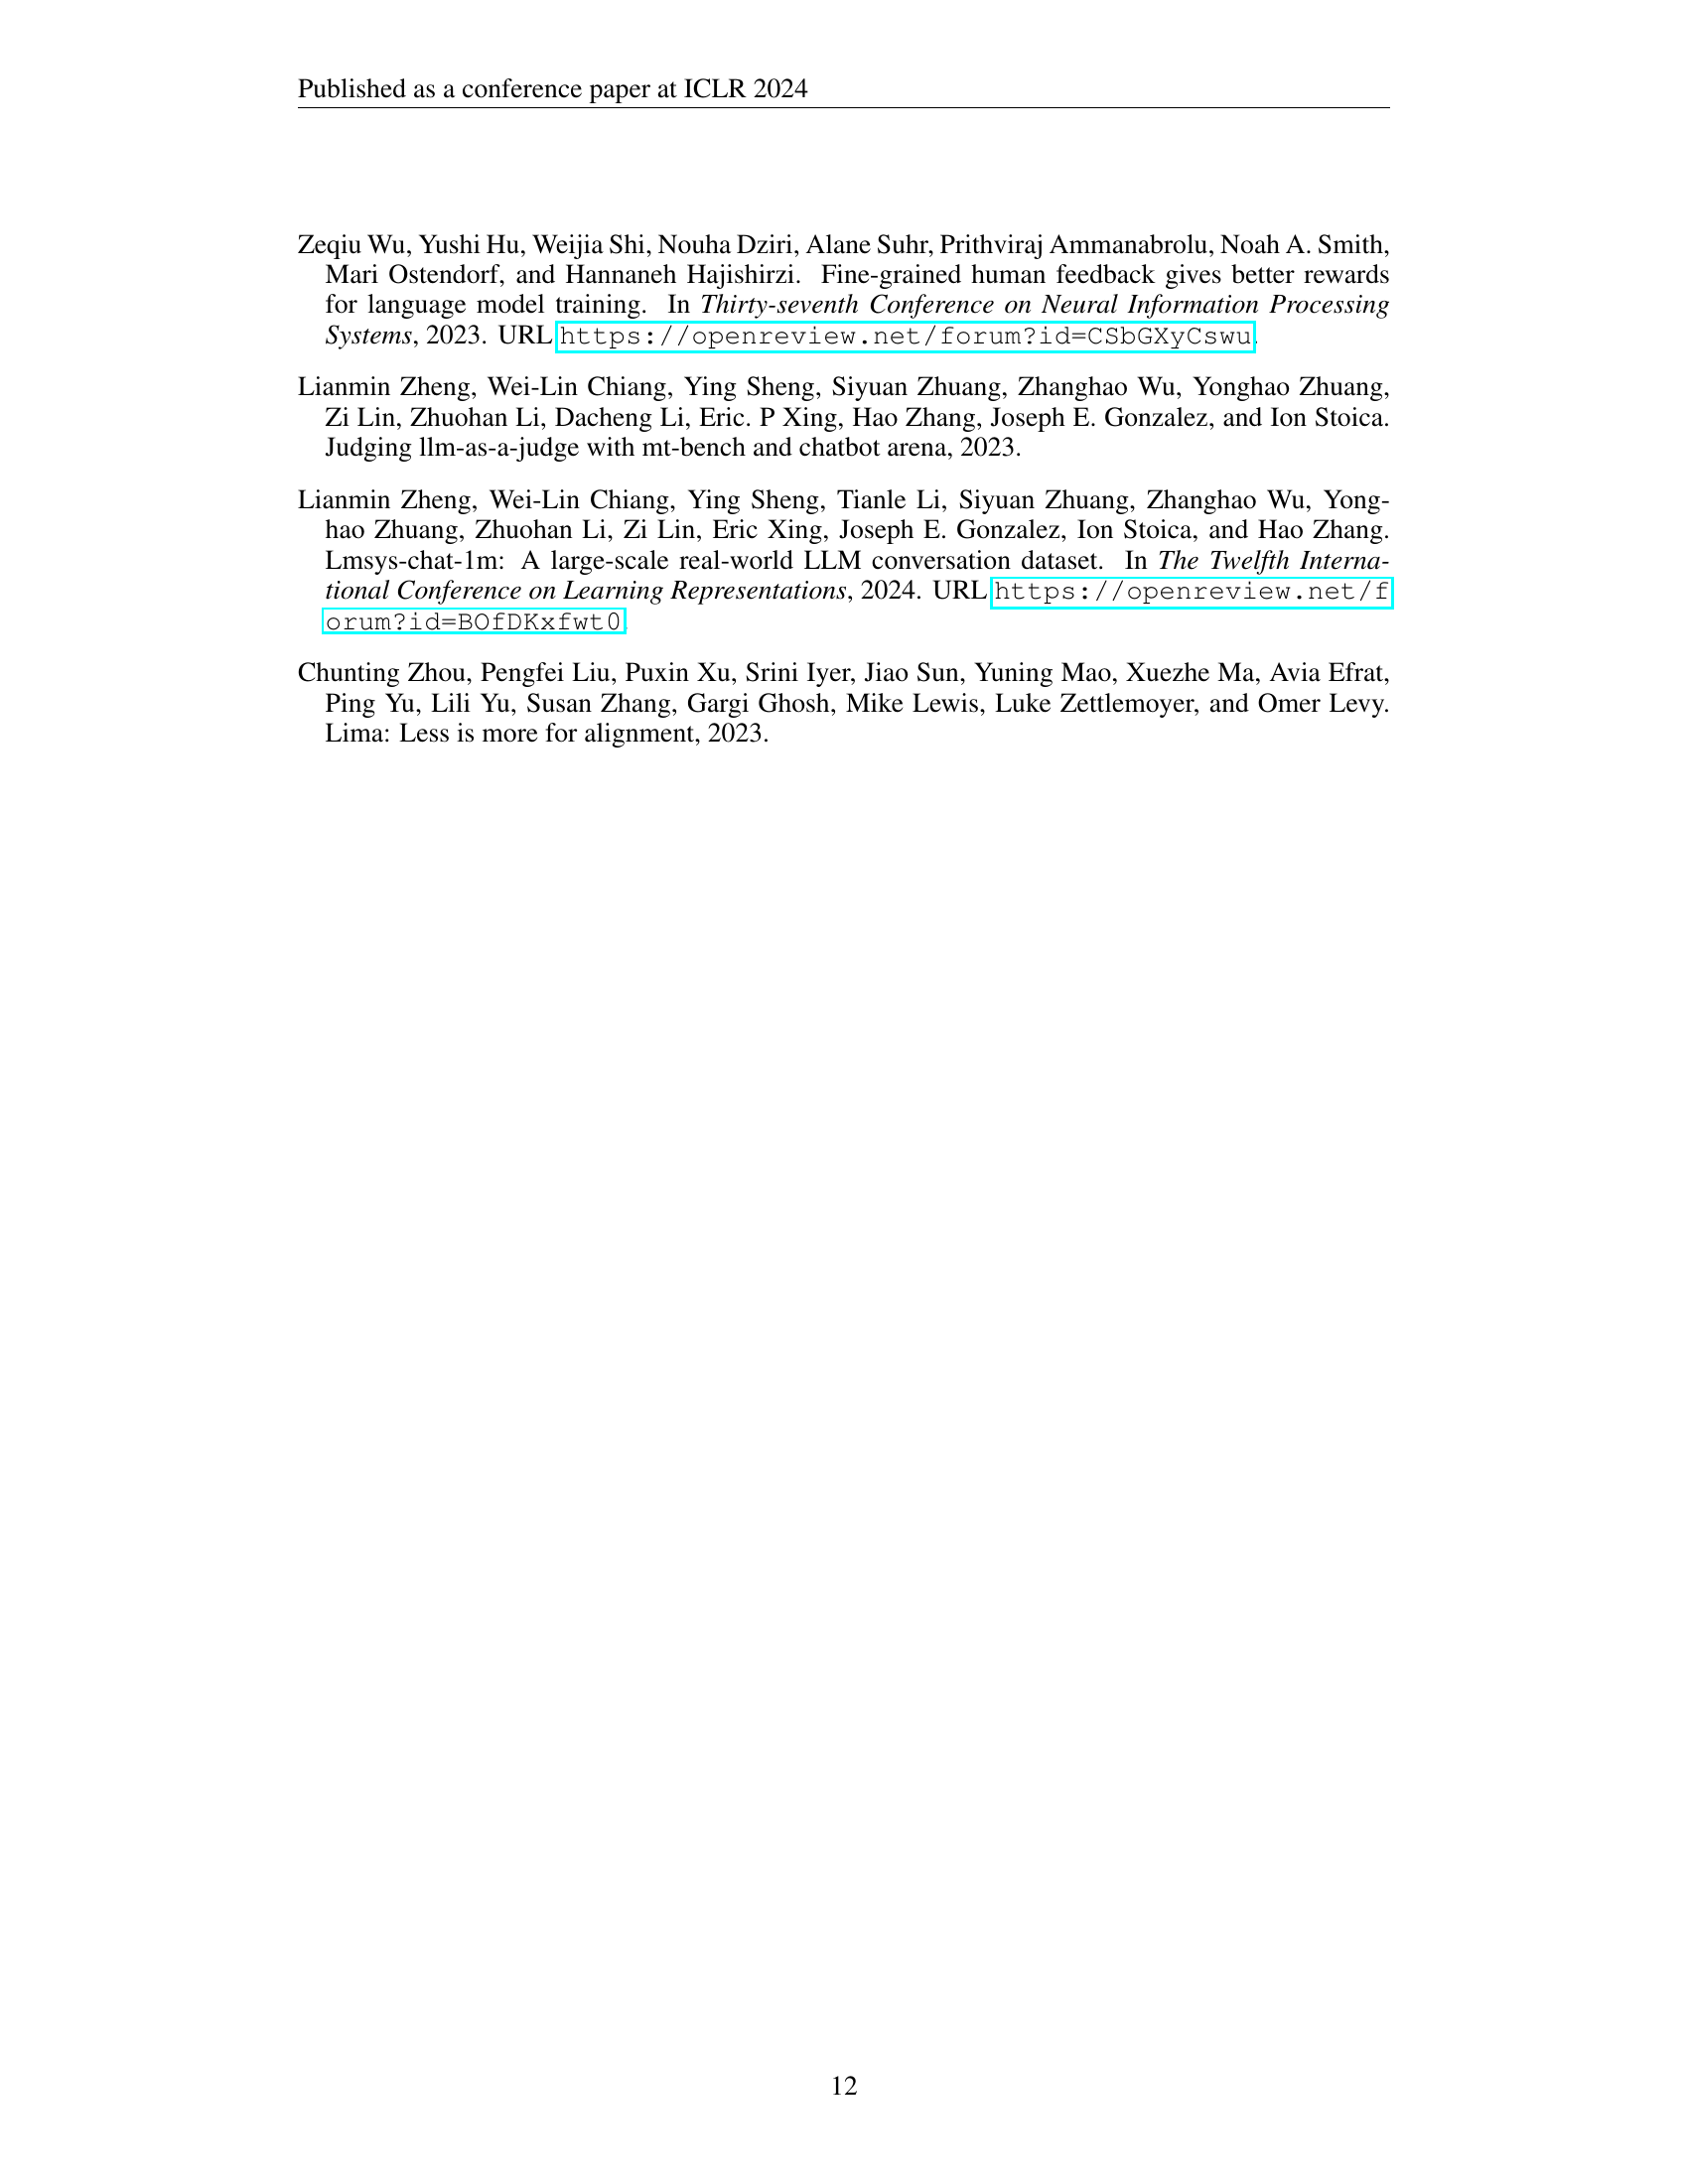 Published as a conference paper at ICLR 2024
Zeqiu Wu, Yushi Hu, Weijia Shi, Nouha Dziri, Alane Suhr, Prithviraj Ammanabrolu, Noah A. Smith,
Mari Ostendorf, and Hannaneh Hajishirzi. Fine-grained human feedback gives better rewards
for language model training. In Thirty-seventh Conference on Neural Information Processing
Systems, 2023. URL https://openreview.net/forum?id=CSbGXyCswu.
Lianmin Zheng, Wei-Lin Chiang, Ying Sheng, Siyuan Zhuang, Zhanghao Wu, Yonghao Zhuang,
Zi Lin, Zhuohan Li, Dacheng Li, Eric. P Xing, Hao Zhang, Joseph E. Gonzalez, and Ion Stoica.
Judging llm-as-a-judge with mt-bench and chatbot arena, 2023.
Lianmin Zheng, Wei-Lin Chiang, Ying Sheng, Tianle Li, Siyuan Zhuang, Zhanghao Wu, Yong-
hao Zhuang, Zhuohan Li, Zi Lin, Eric Xing, Joseph E. Gonzalez, Ion Stoica, and Hao Zhang.
Lmsys-chat-1m: A large-scale real-world LLM conversation dataset. In The Twelfth Interna-
tional Conference on Learning Representations, 2024. URL https://openreview.net/f
orum?id=BOfDKxfwt0.
Chunting Zhou, Pengfei Liu, Puxin Xu, Srini Iyer, Jiao Sun, Yuning Mao, Xuezhe Ma, Avia Efrat,
Ping Yu, Lili Yu, Susan Zhang, Gargi Ghosh, Mike Lewis, Luke Zettlemoyer, and Omer Levy.
Lima: Less is more for alignment, 2023.
12